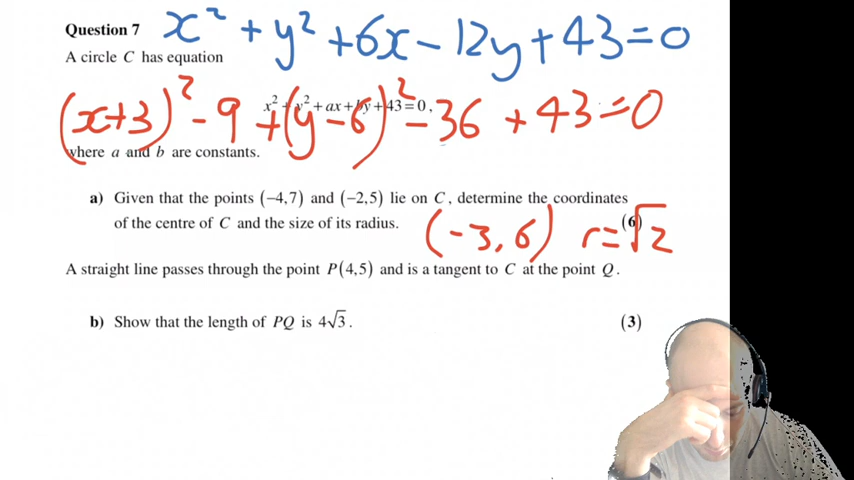 Question 7 x² + y² + 6x - 12y + 43 = 0
A circle C has equation
x² + y² + ax + by + 43 = 0,
(x+3)² - 9 + (y-6)² - 36 + 43 = 0
where a and b are constants.
a) Given that the points (−4,7) and (−2,5) lie on C, determine the coordinates
of the centre of C and the size of its radius. (6)
(-3, 6) r = √2
A straight line passes through the point P(4,5) and is a tangent to C at the point Q.
b) Show that the length of PQ is 4√3. (3)